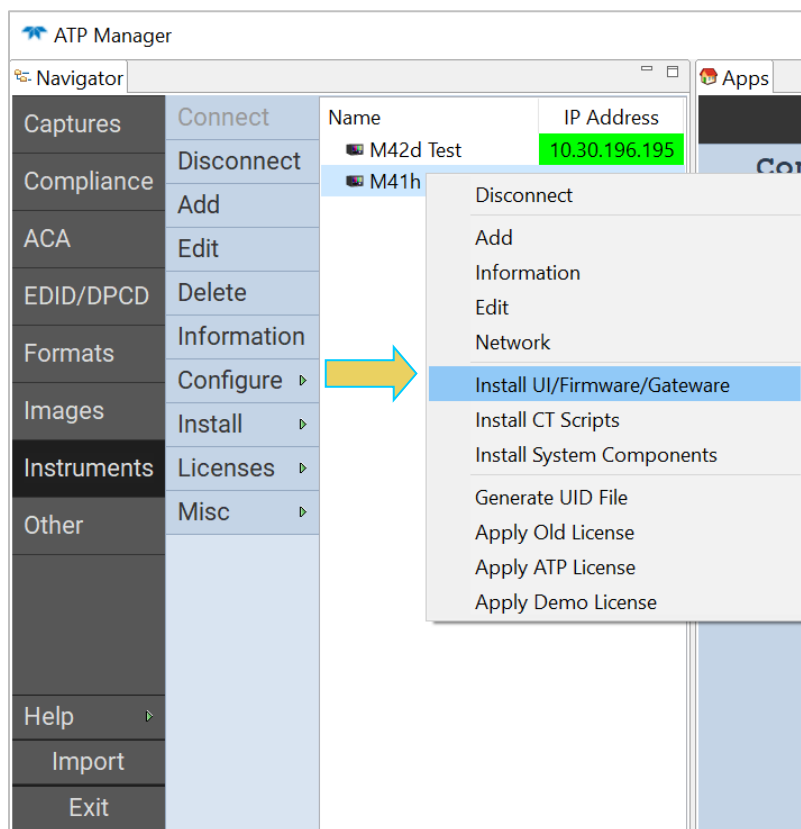 ATP Manager
Navigator
Apps
Captures
Compliance
ACA
EDID/DPCD
Formats
Images
Instruments
Other
Help
Import
Exit
Connect
Disconnect
Add
Edit
Delete
Information
Configure
Install
Licenses
Misc
Name IP Address
M42d Test 10.30.196.195
M41h
Disconnect
Add
Information
Edit
Network
Install UI/Firmware/Gateware
Install CT Scripts
Install System Components
Generate UID File
Apply Old License
Apply ATP License
Apply Demo License